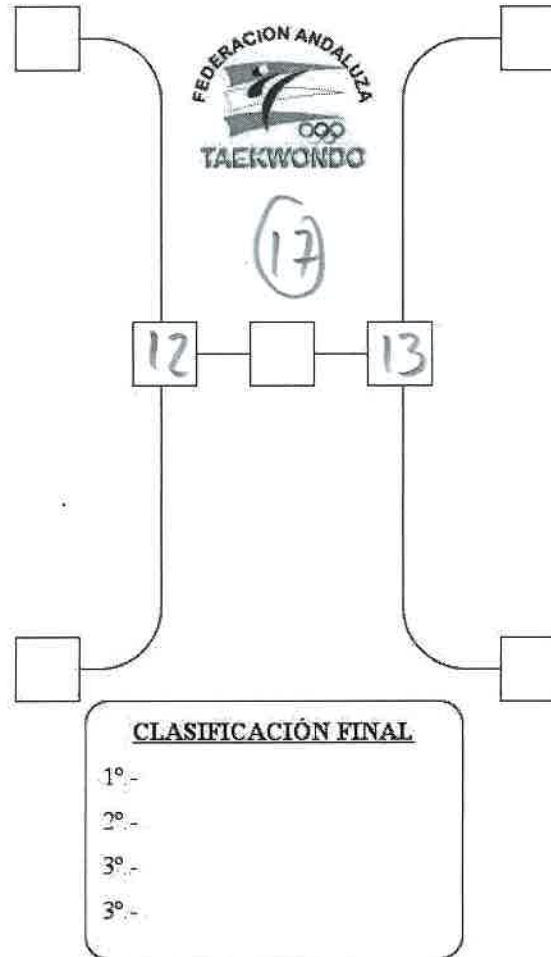 FEDERACION ANDALUZA
TAEKWONDO
17
12
13
CLASIFICACIÓN FINAL
1º.-
2º.-
3º.-
3º.-